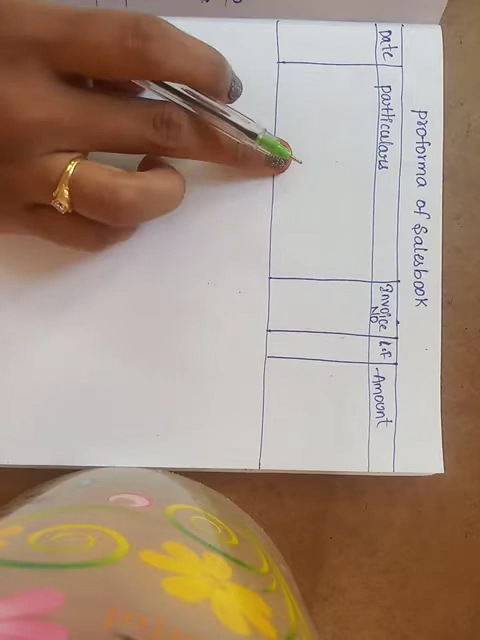 proforma of Salesbook
Date particulars Invoice No L.F Amount